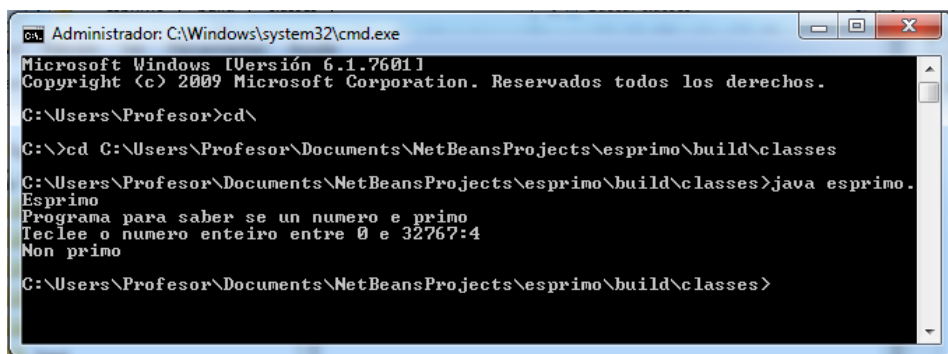 Administrador: C:\Windows\system32\cmd.exe
Microsoft Windows [Versión 6.1.7601]
Copyright (c) 2009 Microsoft Corporation. Reservados todos los derechos.
C:\Users\Profesor>cd\
C:\>cd C:\Users\Profesor\Documents\NetBeansProjects\esprimo\build\classes
C:\Users\Profesor\Documents\NetBeansProjects\esprimo\build\classes>java esprimo.
Esprimo
Programa para saber se un numero e primo
Teclee o numero enteiro entre 0 e 32767:4
Non primo
C:\Users\Profesor\Documents\NetBeansProjects\esprimo\build\classes>